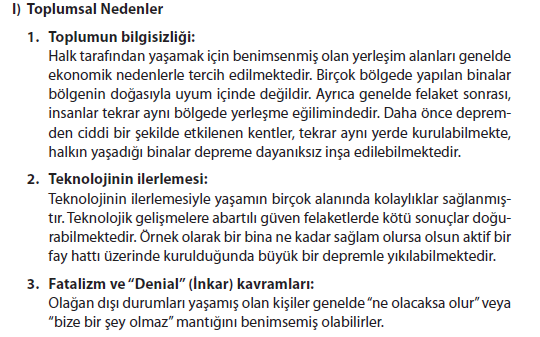 I) Toplumsal Nedenler
1. Toplumun bilgisizliği:
Halk tarafından yaşamak için benimsenmiş olan yerleşim alanları genelde
ekonomik nedenlerle tercih edilmektedir. Birçok bölgede yapılan binalar
bölgenin doğasıyla uyum içinde değildir. Ayrıca genelde felaket sonrası,
insanlar tekrar aynı bölgede yerleşme eğilimindedir. Daha önce deprem-
den ciddi bir şekilde etkilenen kentler, tekrar aynı yerde kurulabilmekte,
halkın yaşadığı binalar depreme dayanıksız inşa edilebilmektedir.
2. Teknolojinin ilerlemesi:
Teknolojinin ilerlemesiyle yaşamın birçok alanında kolaylıklar sağlanmış-
tır. Teknolojik gelişmelere abartılı güven felaketlerde kötü sonuçlar doğu-
rabilmektedir. Örnek olarak bir bina ne kadar sağlam olursa olsun aktif bir
fay hattı üzerinde kurulduğunda büyük bir depremle yıkılabilmektedir.
3. Fatalizm ve “Denial” (İnkar) kavramları:
Olağan dışı durumları yaşamış olan kişiler genelde “ne olacaksa olur” veya
“bize bir şey olmaz” mantığını benimsemiş olabilirler.